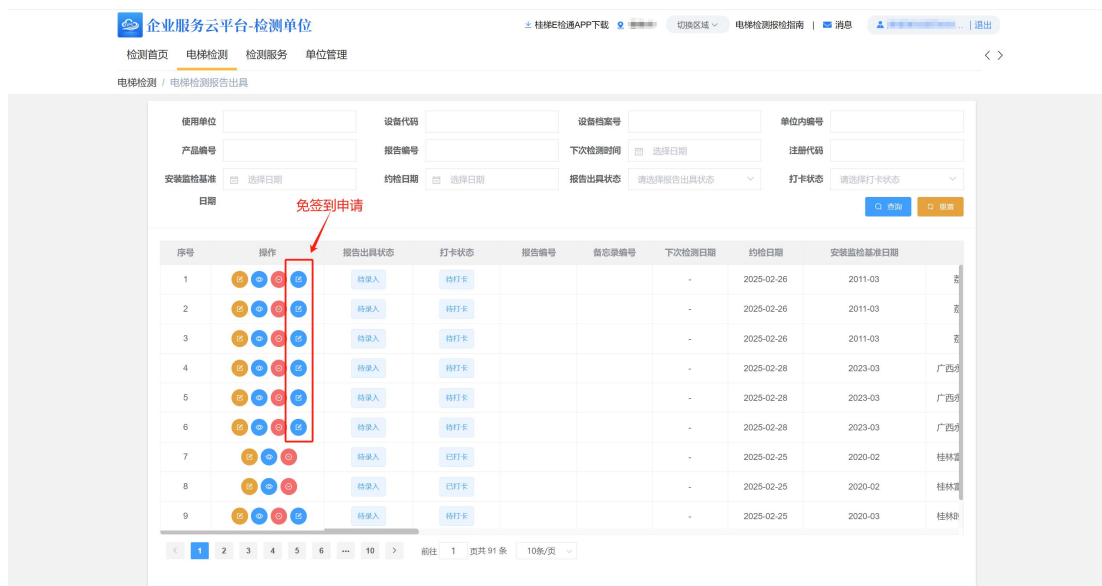 企业服务云平台-检测单位 桂梯E检通APP下载 切换区域 电梯检测报检指南 | 消息 .. | 退出
检测首页 电梯检测 检测服务 单位管理
电梯检测 / 电梯检测报告出具
使用单位 设备代码 设备档案号 单位内编号
产品编号 报告编号 下次检测时间 选择日期 注册代码
安装监检基准日期 选择日期 约检日期 选择日期 报告出具状态 请选择报告出具状态 打卡状态 请选择打卡状态
查询 重置
免签到申请
序号 操作 报告出具状态 打卡状态 报告编号 备忘录编号 下次检测日期 约检日期 安装监检基准日期
1 待录入 待打卡 - 2025-02-26 2011-03
2 待录入 待打卡 - 2025-02-26 2011-03
3 待录入 待打卡 - 2025-02-26 2011-03
4 待录入 待打卡 - 2025-02-28 2023-03 广西
5 待录入 待打卡 - 2025-02-28 2023-03 广西
6 待录入 待打卡 - 2025-02-28 2023-03 广西
7 待录入 已打卡 - 2025-02-25 2020-02 桂林
8 待录入 已打卡 - 2025-02-25 2020-02 桂林
9 待录入 待打卡 - 2025-02-25 2020-03 桂林
1 2 3 4 5 6 ... 10 前往 1 页共 91 条 10条/页